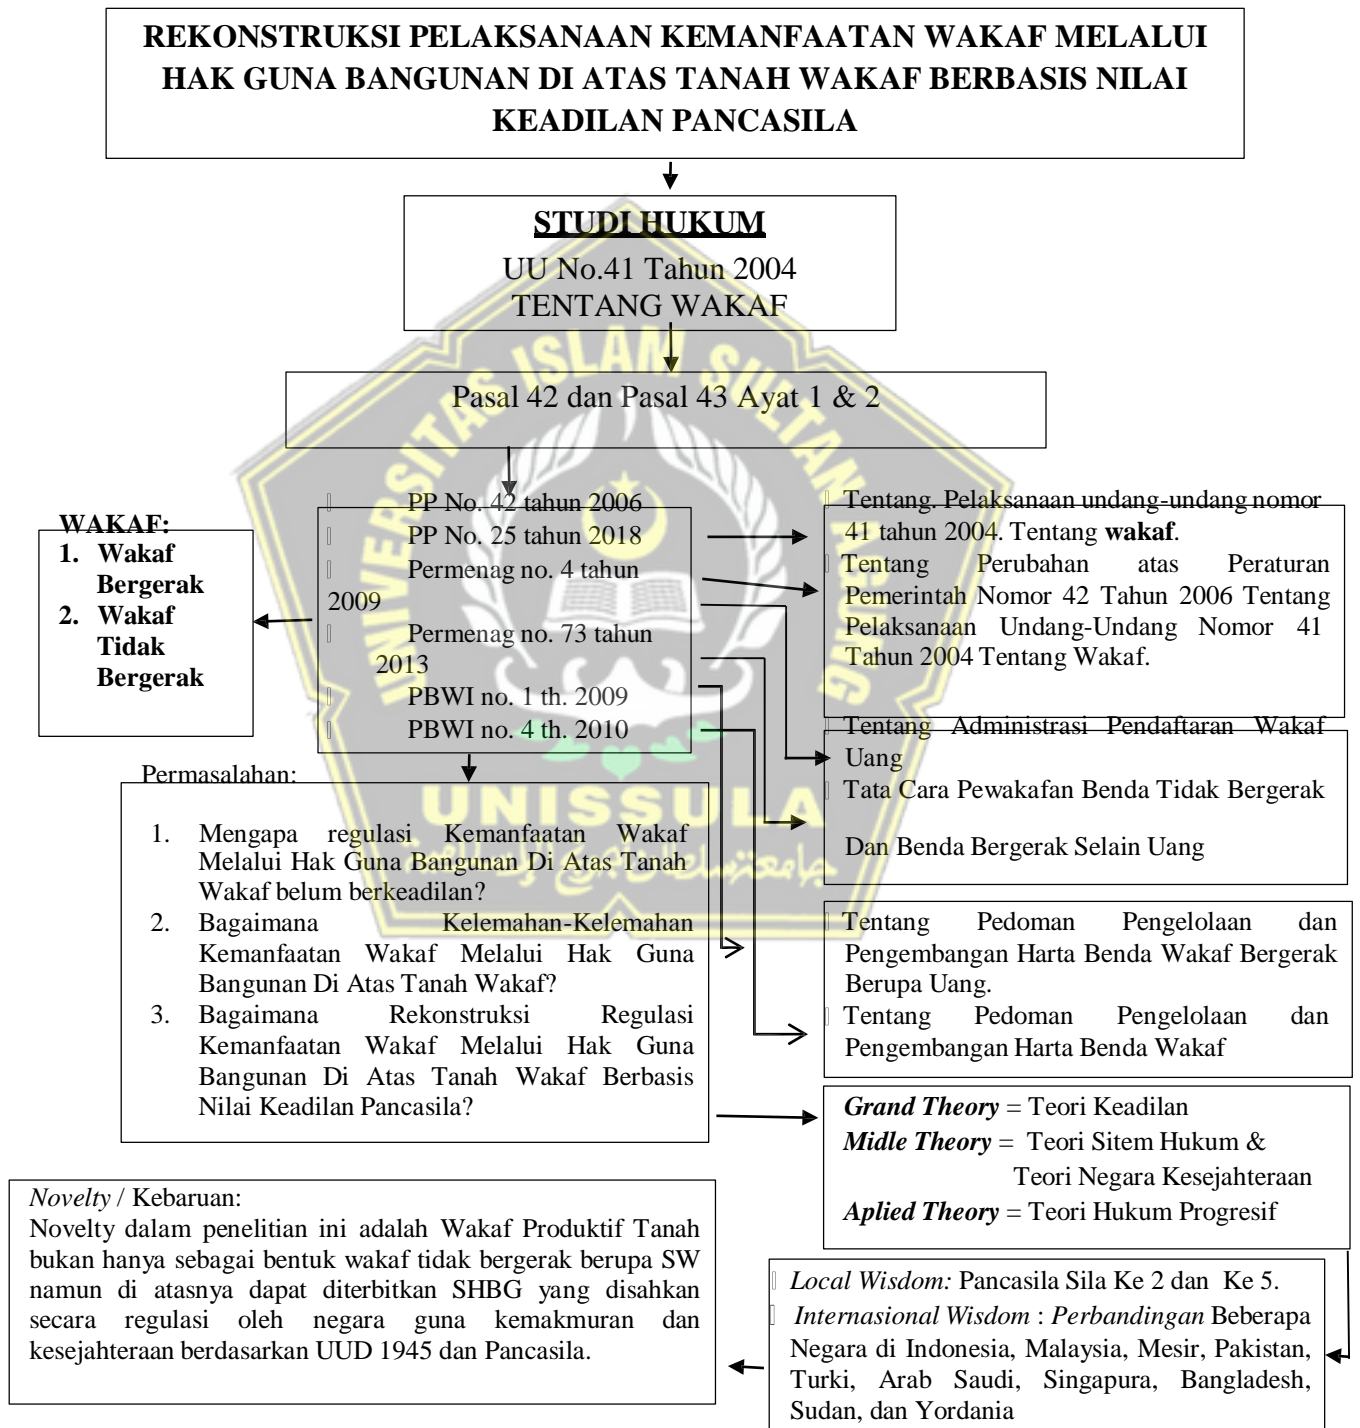 REKONSTRUKSI PELAKSANAAN KEMANFAATAN WAKAF MELALUI
HAK GUNA BANGUNAN DI ATAS TANAH WAKAF BERBASIS NILAI
KEADILAN PANCASILA
STUDI HUKUM
UU No.41 Tahun 2004
TENTANG WAKAF
Pasal 42 dan Pasal 43 Ayat 1 & 2
WAKAF:
1. Wakaf
Bergerak
2. Wakaf
Tidak
Bergerak
PP No. 42 tahun 2006
PP No. 25 tahun 2018
Permenag no. 4 tahun
2009
Permenag no. 73 tahun
2013
PBWI no. 1 th. 2009
PBWI no. 4 th. 2010
Tentang. Pelaksanaan undang-undang nomor
41 tahun 2004. Tentang wakaf.
Tentang Perubahan atas Peraturan
Pemerintah Nomor 42 Tahun 2006 Tentang
Pelaksanaan Undang-Undang Nomor 41
Tahun 2004 Tentang Wakaf.
Tentang Administrasi Pendaftaran Wakaf
Uang
Tata Cara Pewakafan Benda Tidak Bergerak
Dan Benda Bergerak Selain Uang
Tentang Pedoman Pengelolaan dan
Pengembangan Harta Benda Wakaf Bergerak
Berupa Uang.
Tentang Pedoman Pengelolaan dan
Pengembangan Harta Benda Wakaf
Permasalahan:
1. Mengapa regulasi Kemanfaatan Wakaf
Melalui Hak Guna Bangunan Di Atas Tanah
Wakaf belum berkeadilan?
2. Bagaimana Kelemahan-Kelemahan
Kemanfaatan Wakaf Melalui Hak Guna
Bangunan Di Atas Tanah Wakaf?
3. Bagaimana Rekonstruksi Regulasi
Kemanfaatan Wakaf Melalui Hak Guna
Bangunan Di Atas Tanah Wakaf Berbasis
Nilai Keadilan Pancasila?
Grand Theory = Teori Keadilan
Midle Theory = Teori Sitem Hukum &
Teori Negara Kesejahteraan
Aplied Theory = Teori Hukum Progresif
Local Wisdom: Pancasila Sila Ke 2 dan Ke 5.
Internasional Wisdom : Perbandingan Beberapa
Negara di Indonesia, Malaysia, Mesir, Pakistan,
Turki, Arab Saudi, Singapura, Bangladesh,
Sudan, dan Yordania
Novelty / Kebaruan:
Novelty dalam penelitian ini adalah Wakaf Produktif Tanah
bukan hanya sebagai bentuk wakaf tidak bergerak berupa SW
namun di atasnya dapat diterbitkan SHBG yang disahkan
secara regulasi oleh negara guna kemakmuran dan
kesejahteraan berdasarkan UUD 1945 dan Pancasila.
UNIVERSITAS ISLAM SULTAN AGUNG
UNISSULA